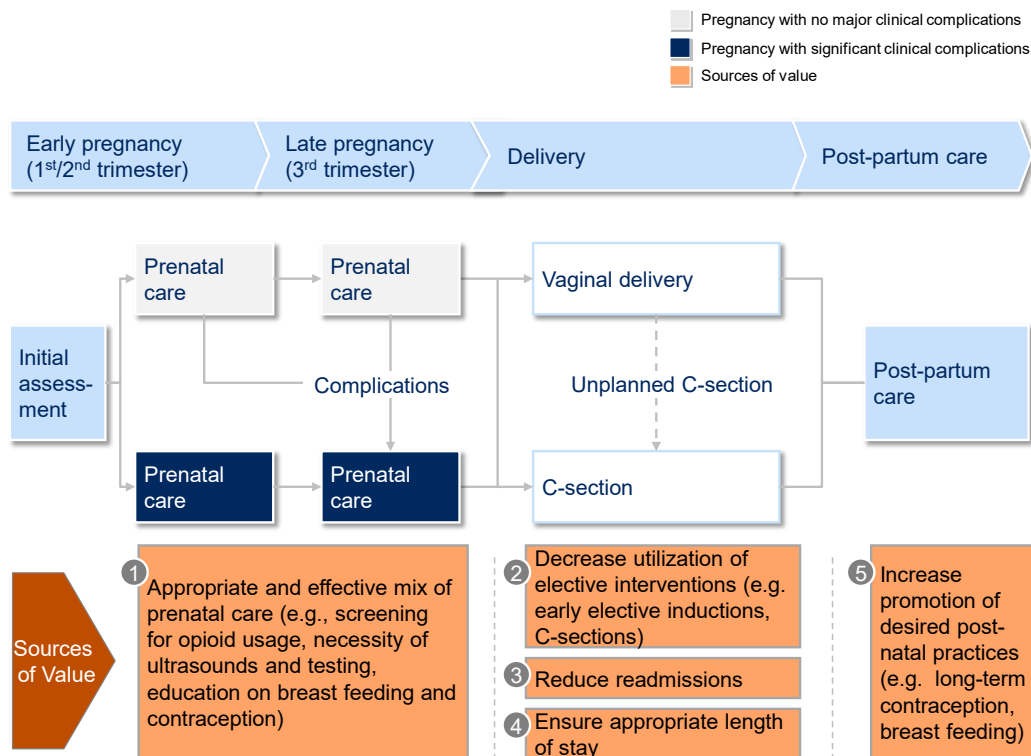 Pregnancy with no major clinical complications
Pregnancy with significant clinical complications
Sources of value
Early pregnancy
(1st/2nd trimester)
Late pregnancy
(3rd trimester)
Delivery
Post-partum care
Prenatal
care
Prenatal
care
Vaginal delivery
Initial
assess-
ment
Complications
Unplanned C-section
Post-partum
care
Prenatal
care
Prenatal
care
C-section
Sources
of Value
1
Appropriate and effective mix of
prenatal care (e.g., screening
for opioid usage, necessity of
ultrasounds and testing,
education on breast feeding and
contraception)
2
Decrease utilization of
elective interventions (e.g.
early elective inductions,
C-sections)
3
Reduce readmissions
4
Ensure appropriate length
of stay
5
Increase
promotion of
desired post-
natal practices
(e.g. long-term
contraception,
breast feeding)